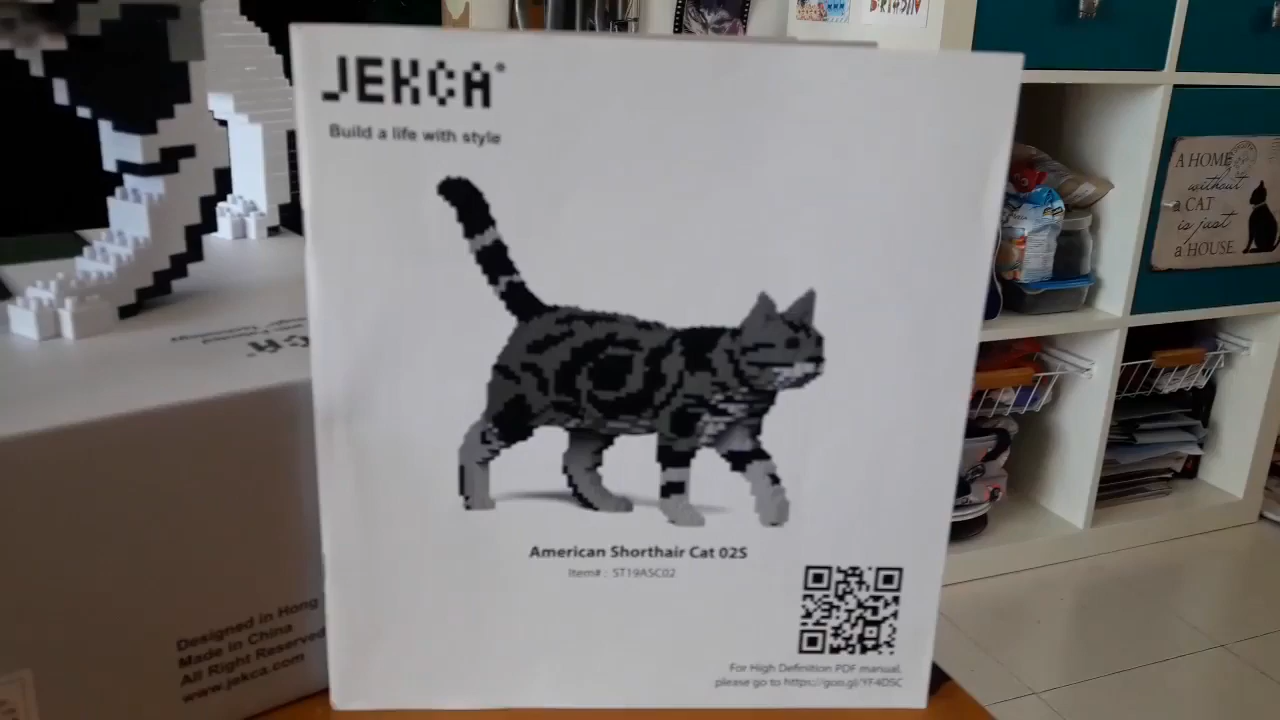 JEKCA®
Build a life with style
American Shorthair Cat 02S
Item# : ST19ASC02
For High Definition PDF manual,
please go to https://goo.gl/YF4DSC
Designed in Hong
Made in China
All Right Reserved
www.jekca.com
A HOME
without
a CAT
is just
a HOUSE.